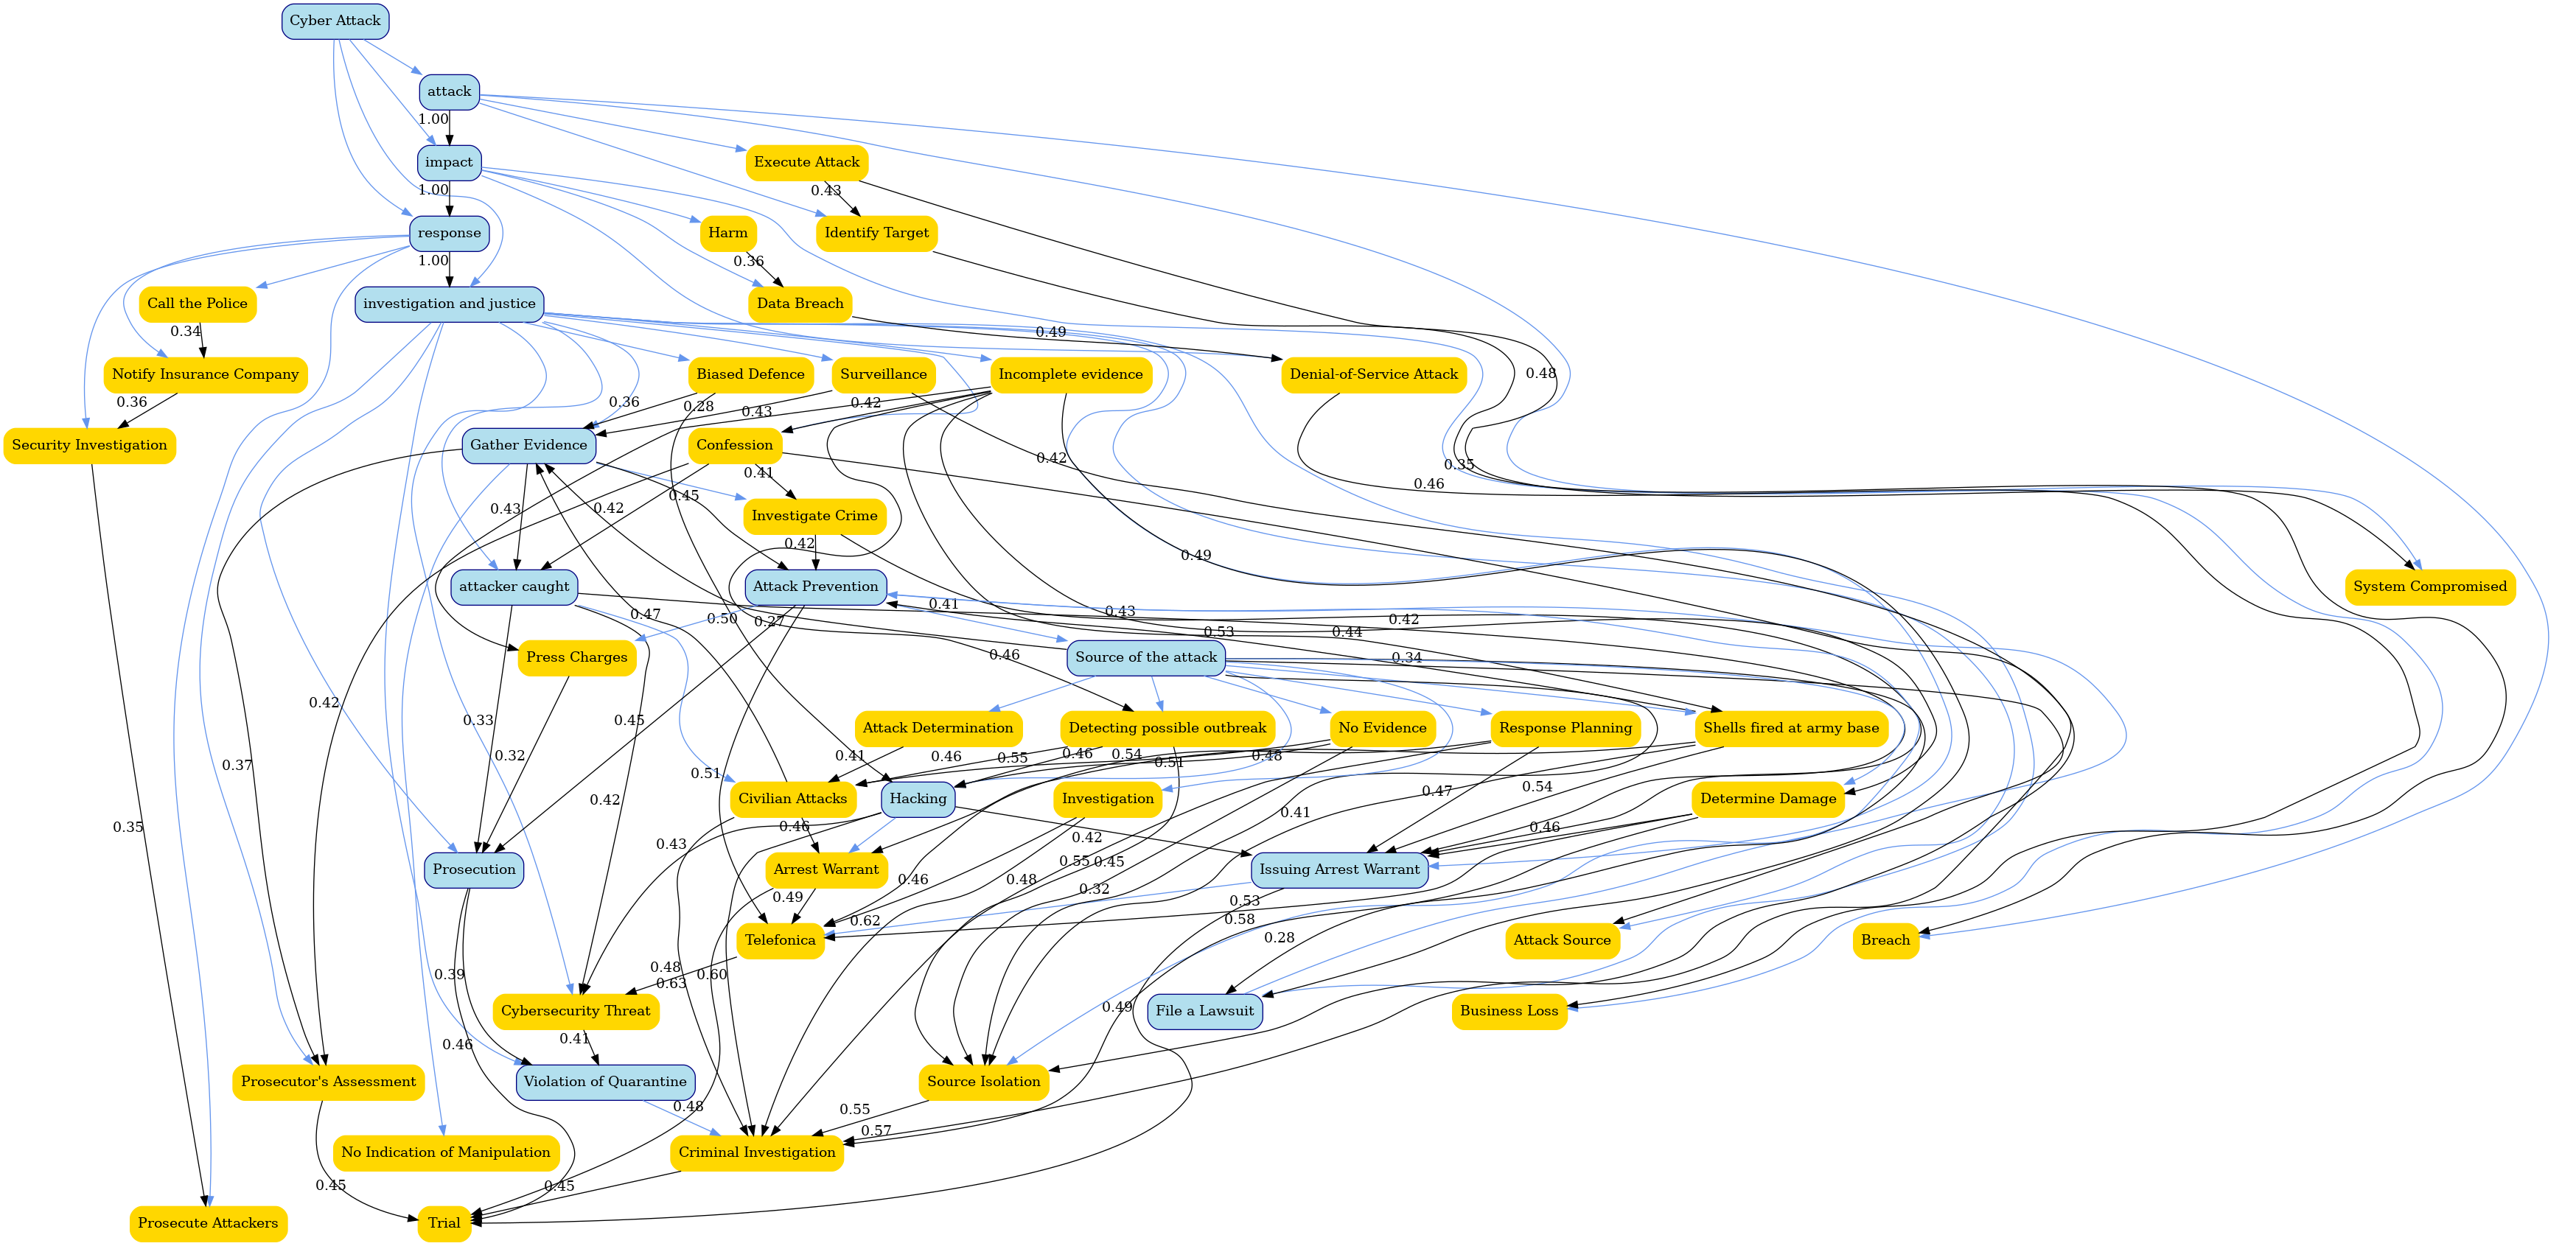 Cyber Attack
attack
1.00
impact
Execute Attack
1.00
0.43
response
Harm
Identify Target
1.00
0.36
investigation and justice
Call the Police
Data Breach
0.34
0.49
Notify Insurance Company
Biased Defence
Surveillance
Incomplete evidence
Denial-of-Service Attack
0.48
0.36
0.36
0.28
0.43
0.42
Security Investigation
Gather Evidence
Confession
0.41
0.42
0.35
0.45
0.46
0.43
0.42
Investigate Crime
0.42
0.49
attacker caught
Attack Prevention
System Compromised
0.47
0.50
0.27
0.41
0.43
0.42
0.53
0.44
Press Charges
0.46
Source of the attack
0.34
0.42
0.33
0.45
Attack Determination
Detecting possible outbreak
No Evidence
Response Planning
Shells fired at army base
0.37
0.32
0.51
0.41
0.46
0.55
0.46
0.54
0.51
0.48
0.42
Civilian Attacks
Hacking
Investigation
0.47
0.54
Determine Damage
0.35
0.43
0.46
0.42
0.41
0.46
Prosecution
Arrest Warrant
0.46
0.55
0.45
Issuing Arrest Warrant
0.49
0.48
0.32
0.53
0.62
0.58
Telefonica
0.28
Attack Source
Breach
0.39
0.48
0.63
0.60
Cybersecurity Threat
0.49
File a Lawsuit
Business Loss
0.46
0.41
Prosecutor's Assessment
Violation of Quarantine
Source Isolation
0.48
0.55
0.57
No Indication of Manipulation
Criminal Investigation
0.45
0.45
Prosecute Attackers
Trial